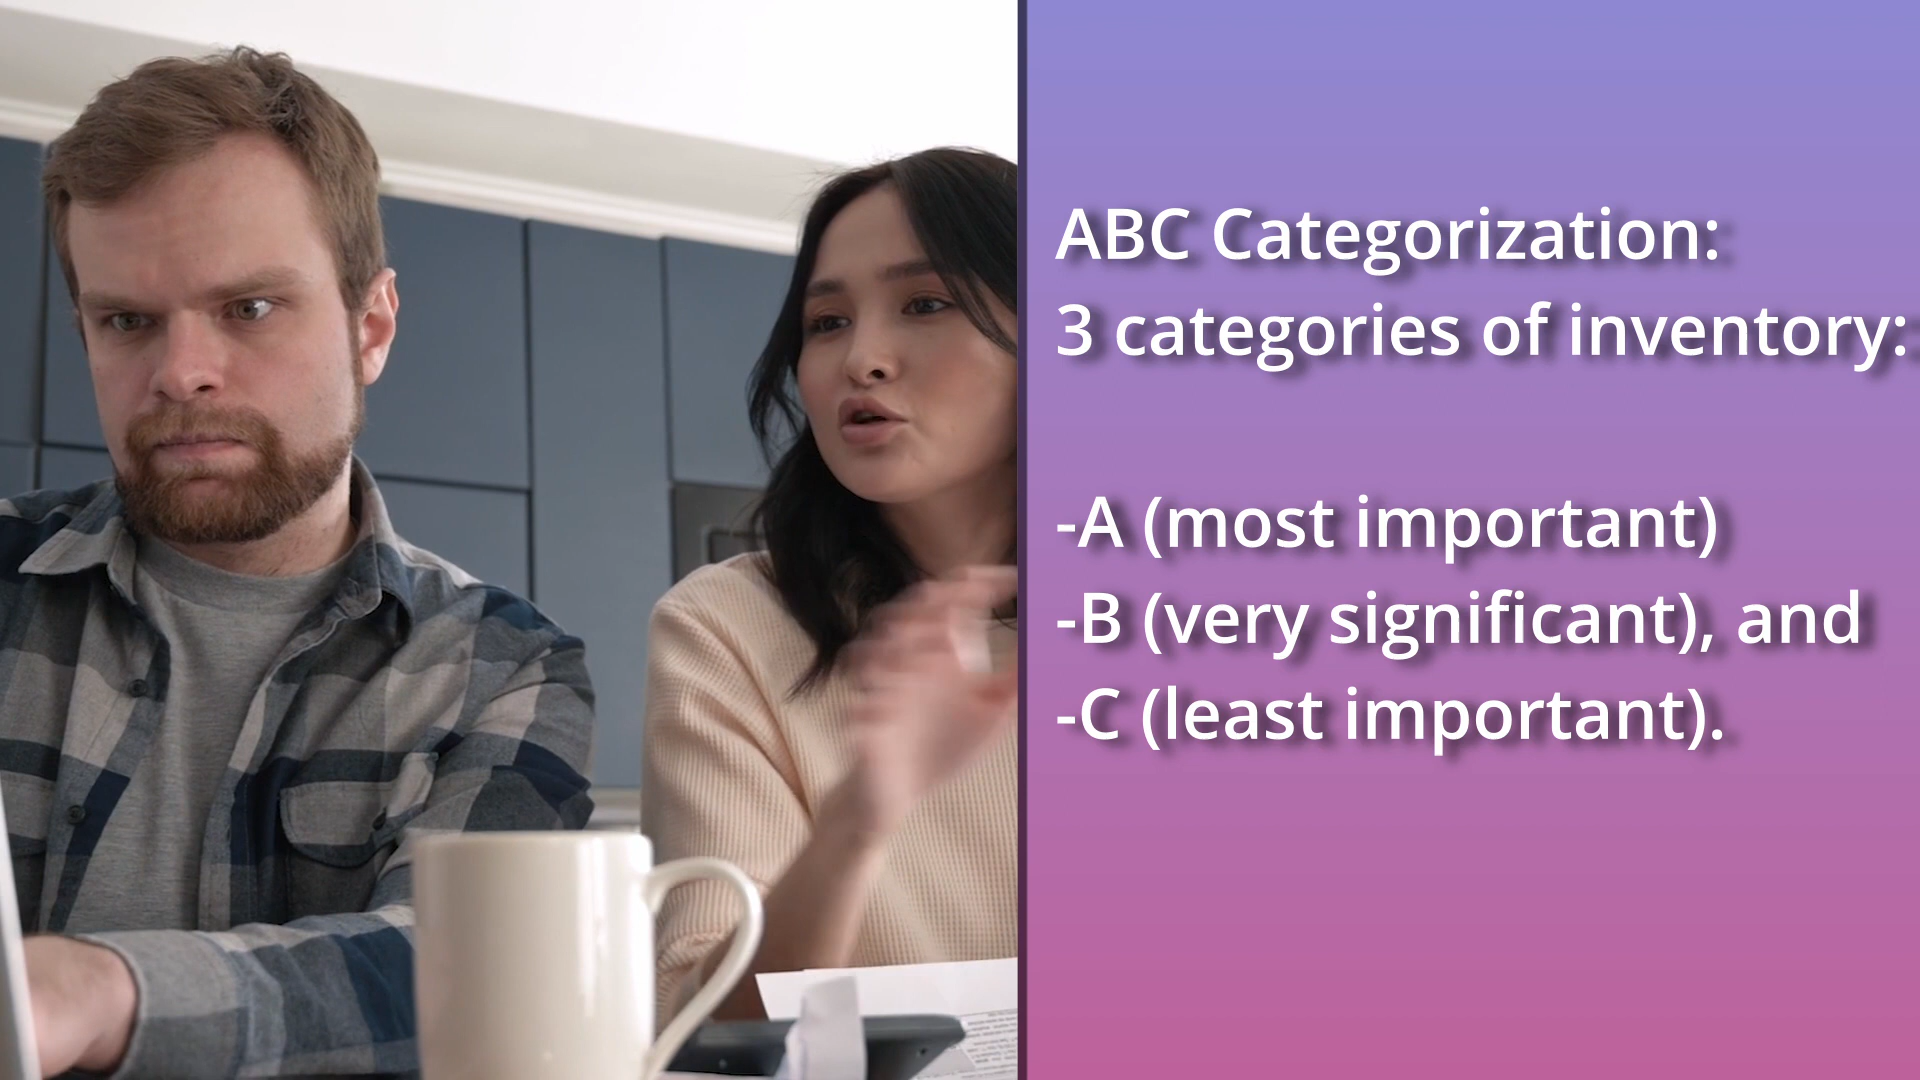 ABC Categorization:
3 categories of inventory:
-A (most important)
-B (very significant), and
-C (least important).